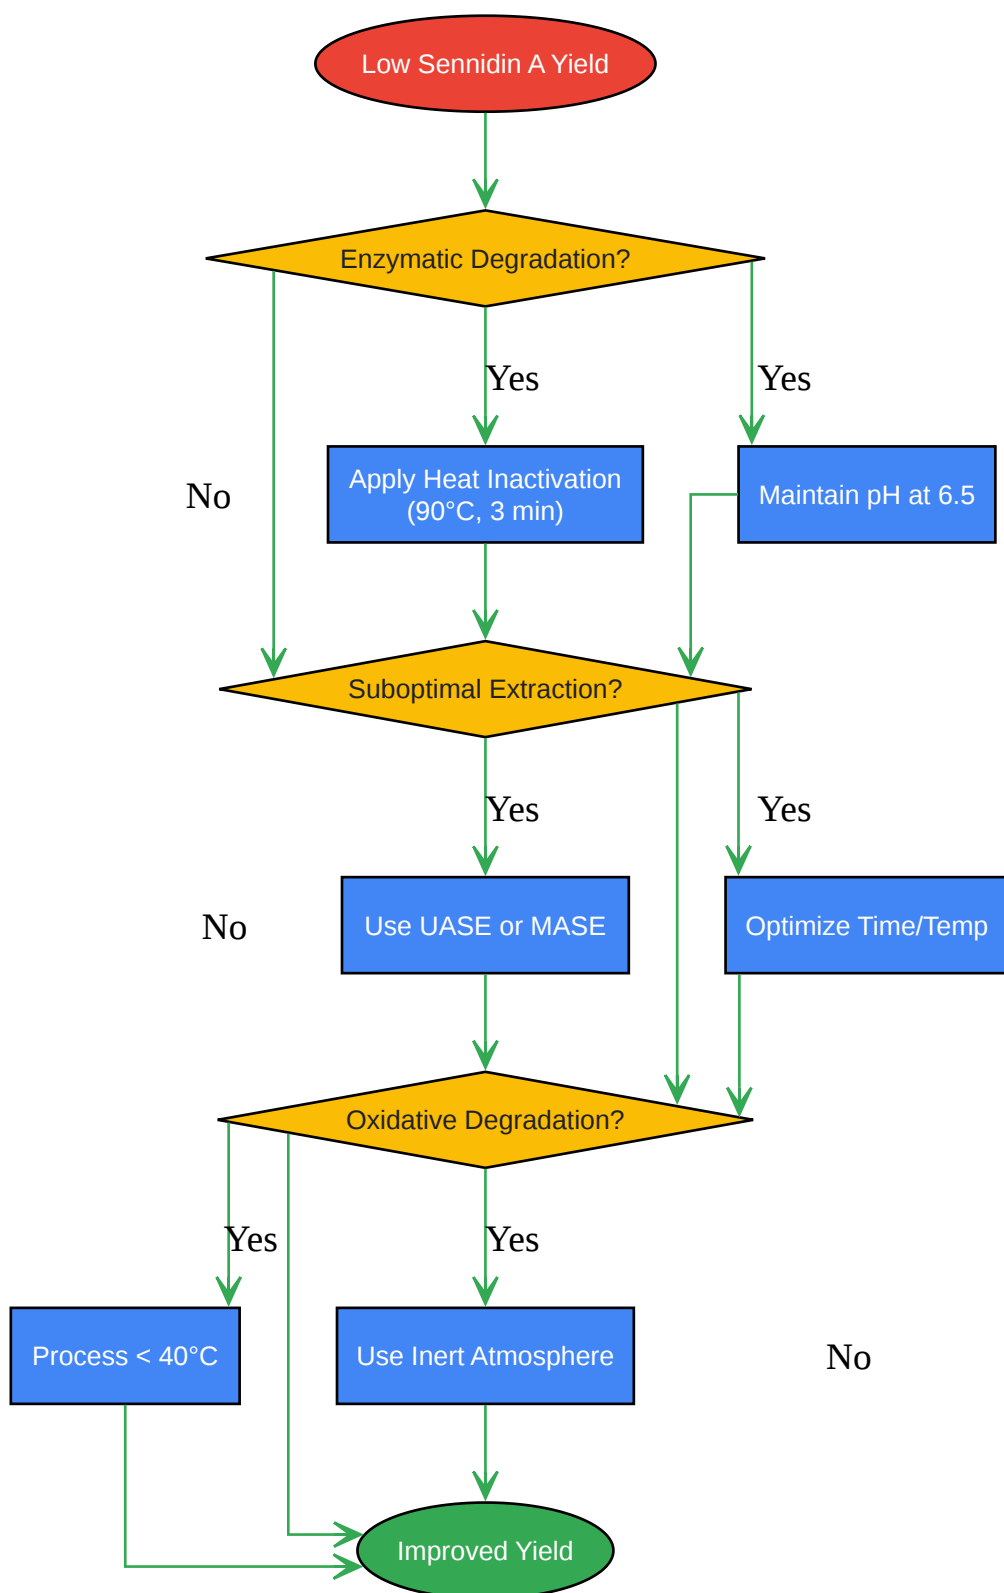 Low Sennidin A Yield
Enzymatic Degradation?
Yes
Yes
No
Apply Heat Inactivation
(90°C, 3 min)
Maintain pH at 6.5
Suboptimal Extraction?
Yes
Yes
No
Use UASE or MASE
Optimize Time/Temp
Oxidative Degradation?
Yes
Yes
Process < 40°C
Use Inert Atmosphere
No
Improved Yield